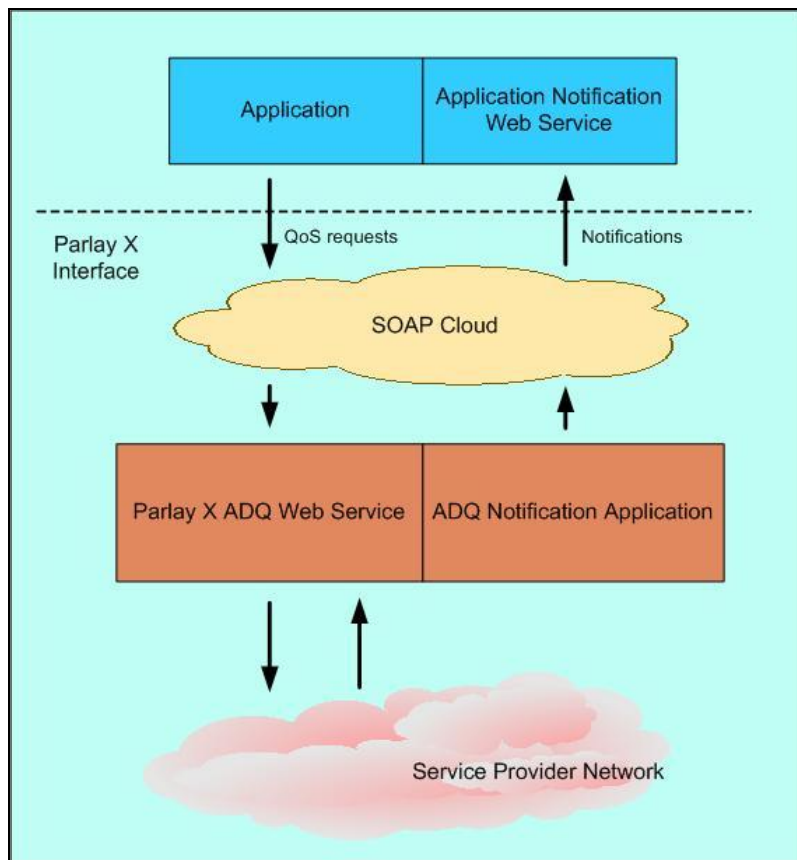 Application
Application Notification
Web Service
QoS requests
Notifications
Parlay X
Interface
SOAP Cloud
Parlay X ADQ Web Service
ADQ Notification Application
Service Provider Network